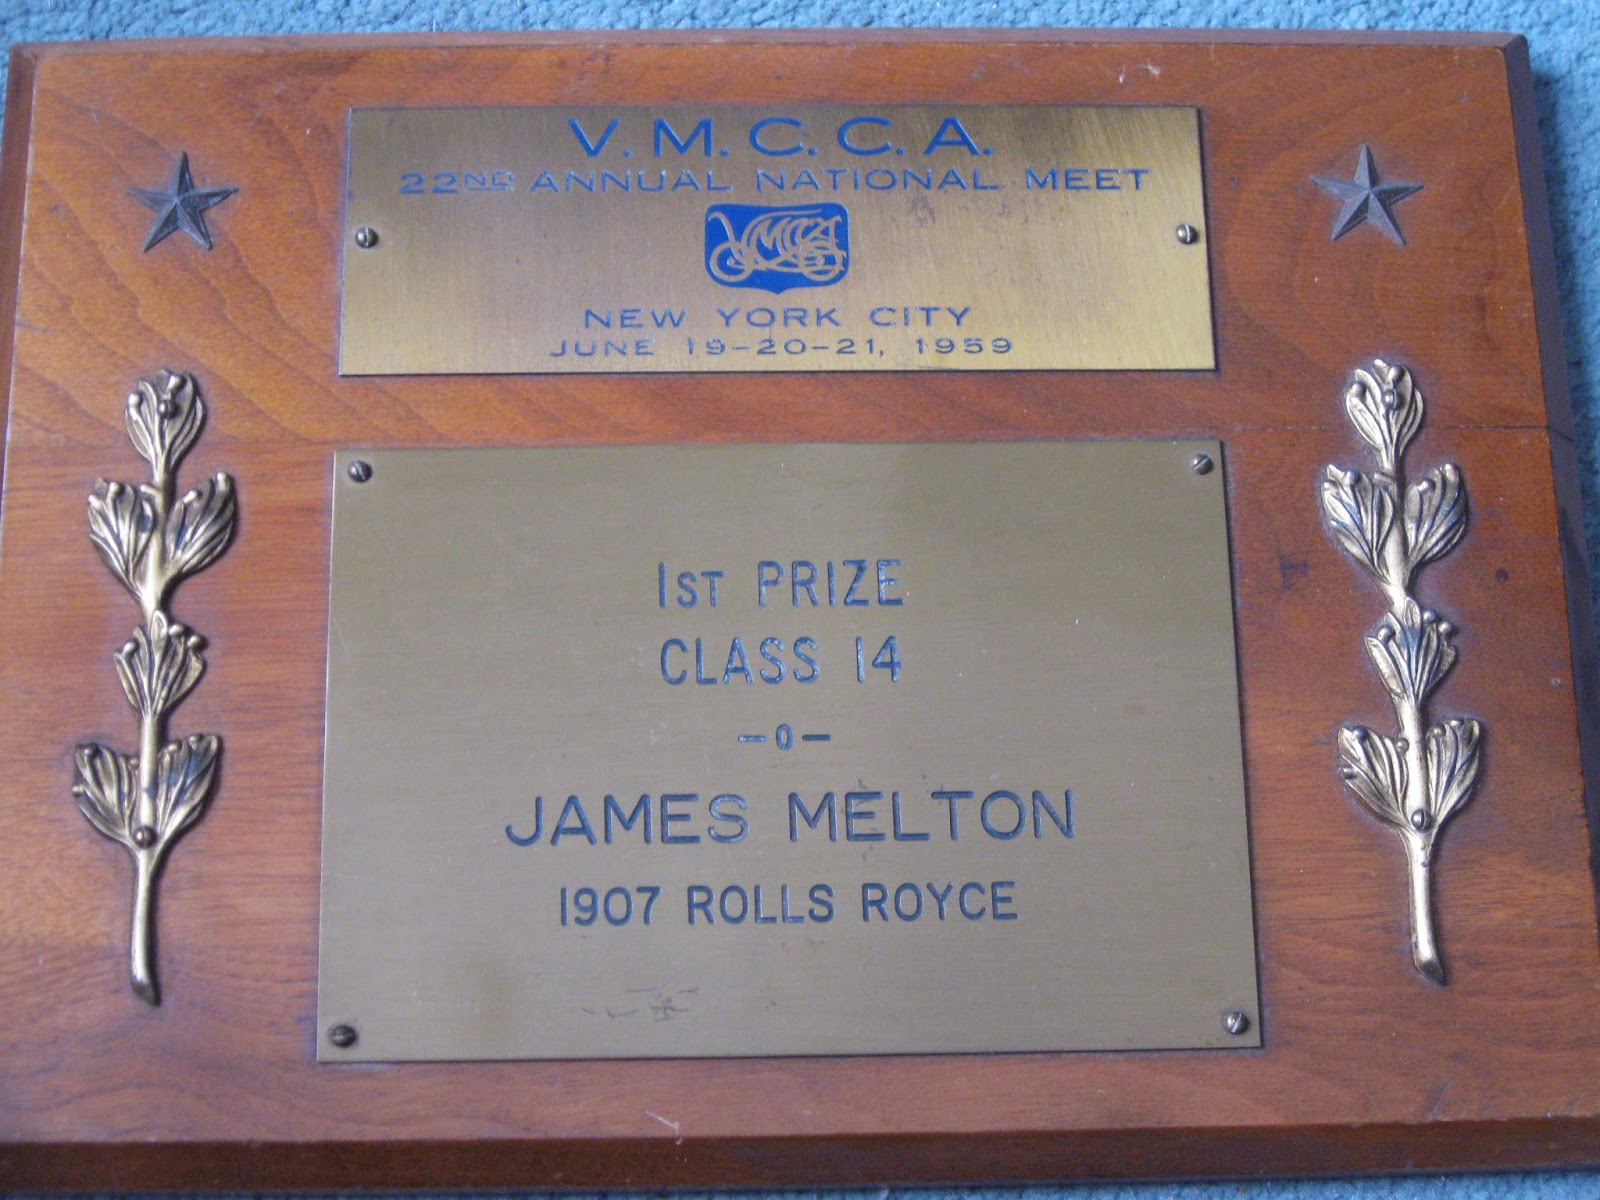 V. M. C. C. A.
22ND ANNUAL NATIONAL MEET
VMCCA
NEW YORK CITY
JUNE 19-20-21, 1959
1ST PRIZE
CLASS 14
-0-
JAMES MELTON
1907 ROLLS ROYCE